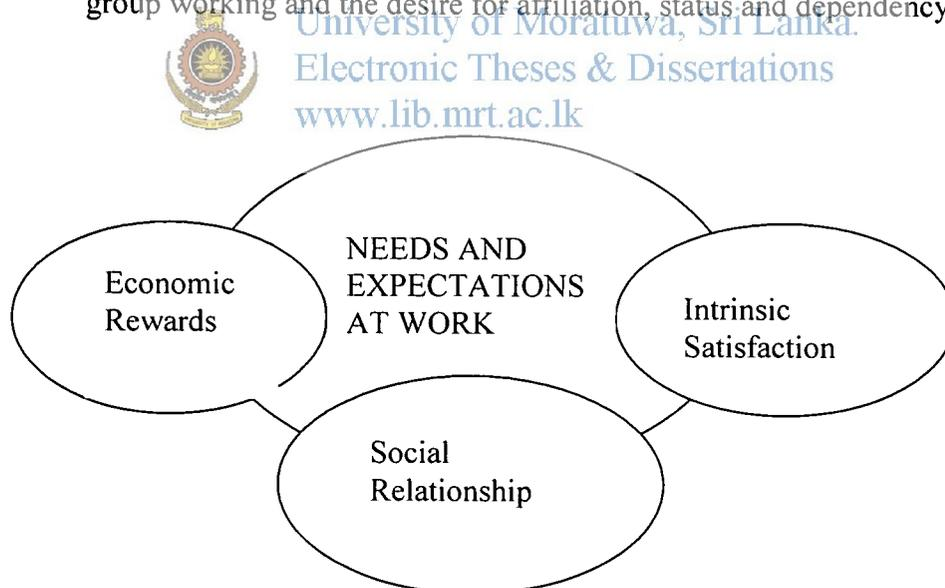 group working and the desire for affiliation, status and dependency
University of Moratuwa, Sri Lanka.
Electronic Theses & Dissertations
www.lib.mrt.ac.lk
NEEDS AND
EXPECTATIONS
AT WORK
Economic
Rewards
Intrinsic
Satisfaction
Social
Relationship